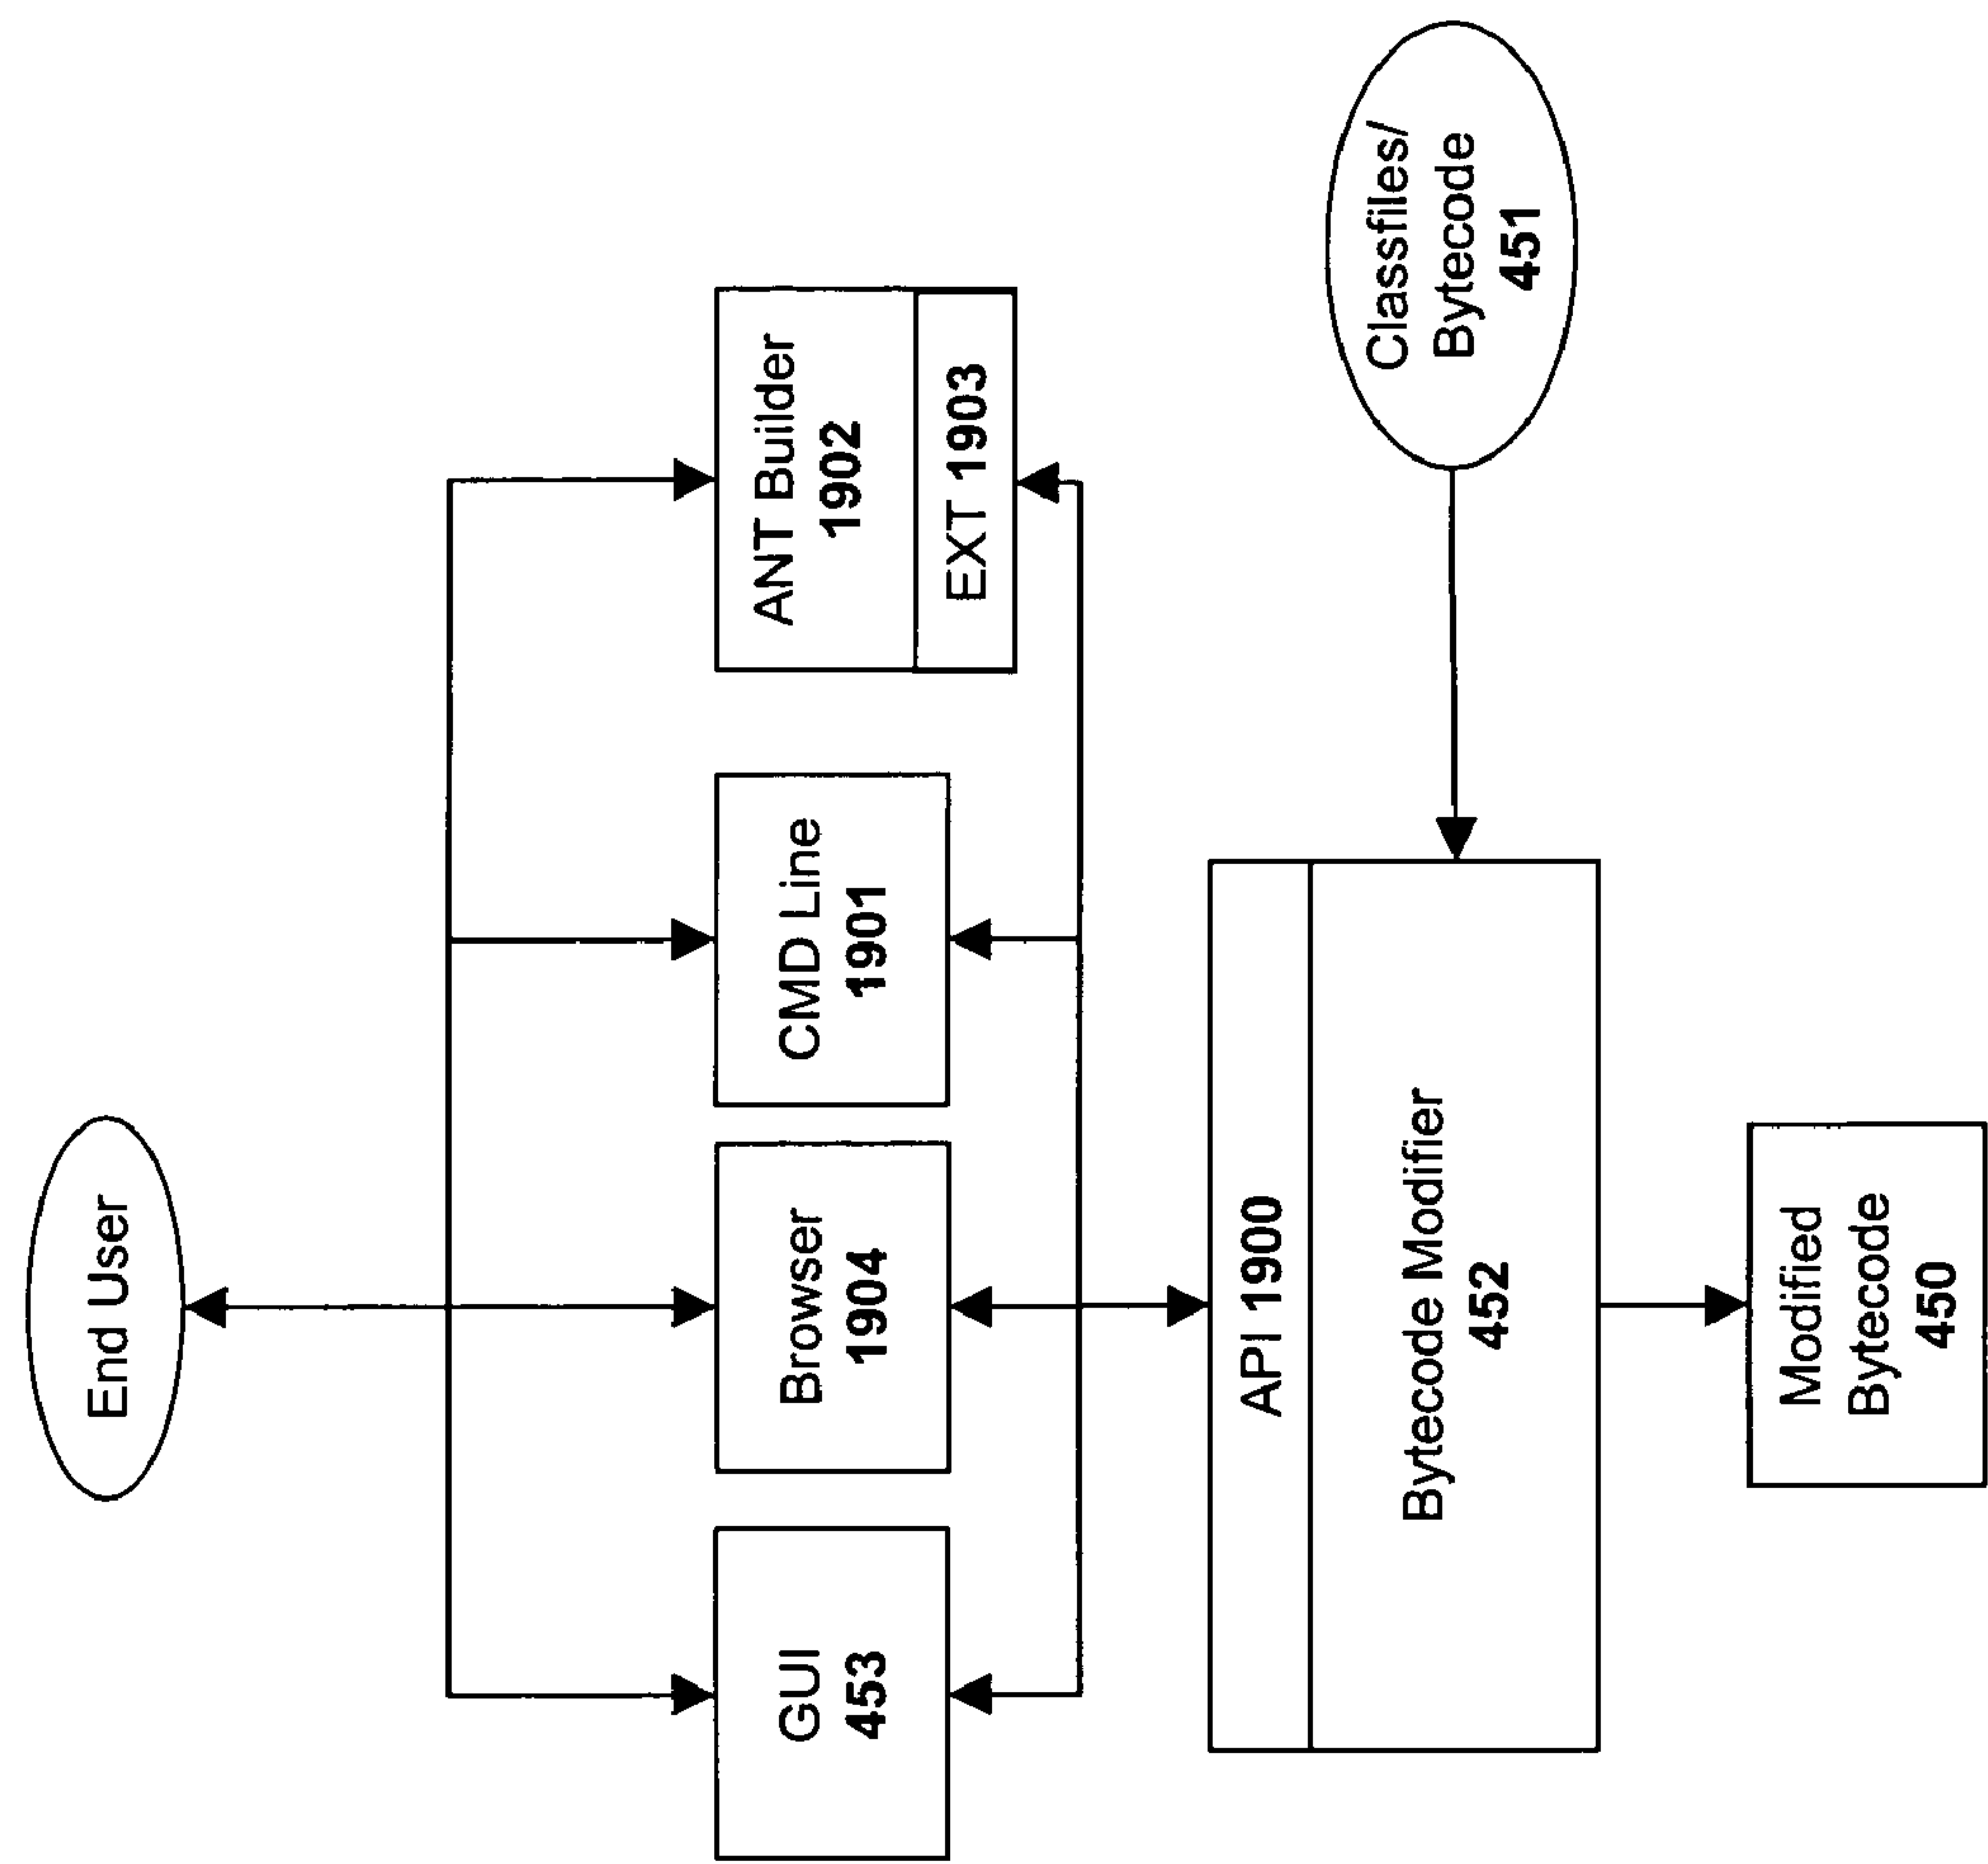 End User
GUI
453
Browser
1904
CMD Line
1901
ANT Builder
1902
EXT 1903
API 1900
Bytecode Modifier
452
Classfiles/
Bytecode
451
Modified
Bytecode
450